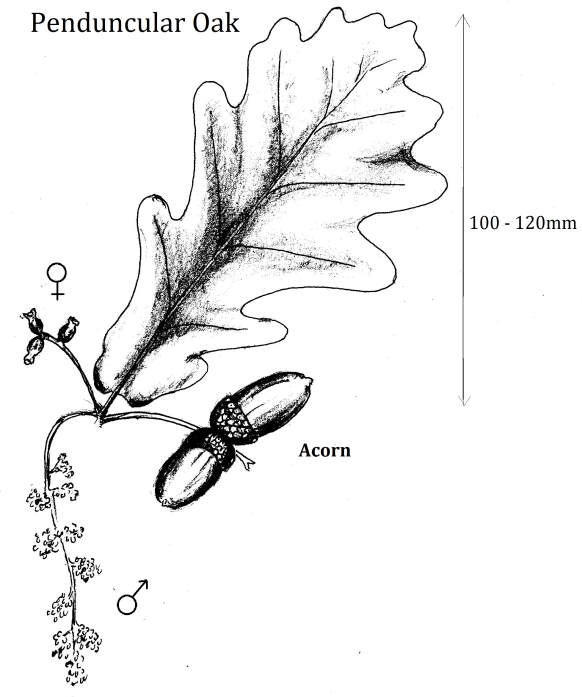 Penduncular Oak
100 - 120mm
♀
Acorn
♂